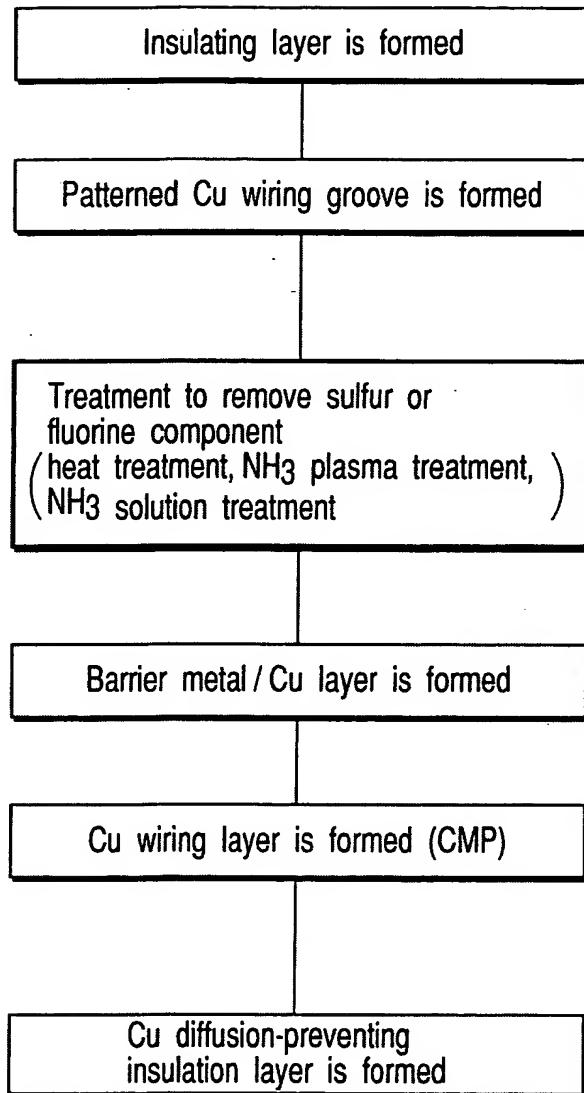 Insulating layer is formed
Patterned Cu wiring groove is formed
Treatment to remove sulfur or
fluorine component
(heat treatment, NH3 plasma treatment,
NH3 solution treatment)
Barrier metal / Cu layer is formed
Cu wiring layer is formed (CMP)
Cu diffusion-preventing
insulation layer is formed